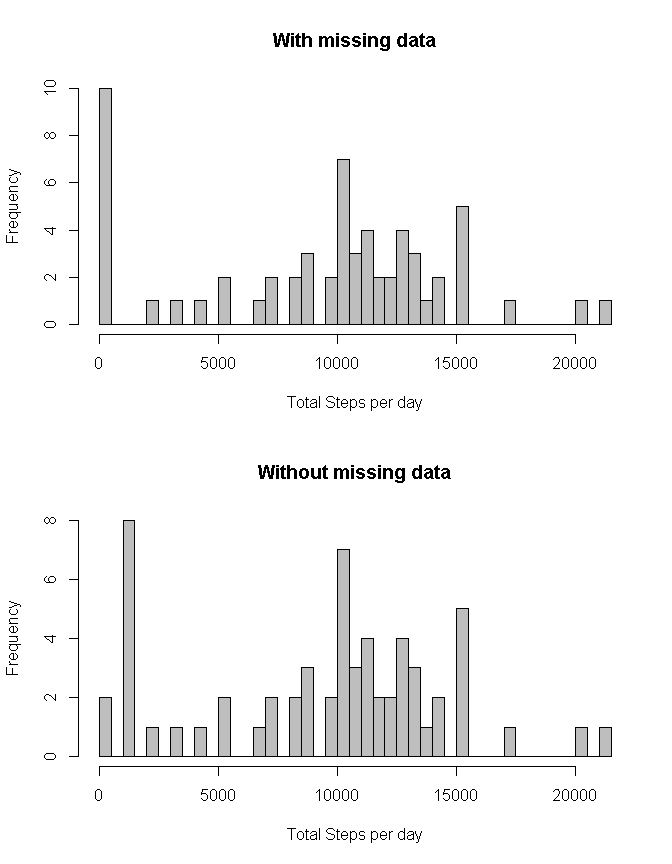 With missing data
Frequency
10
8
6
4
2
0
0 5000 10000 15000 20000
Total Steps per day
Without missing data
Frequency
8
6
4
2
0
0 5000 10000 15000 20000
Total Steps per day